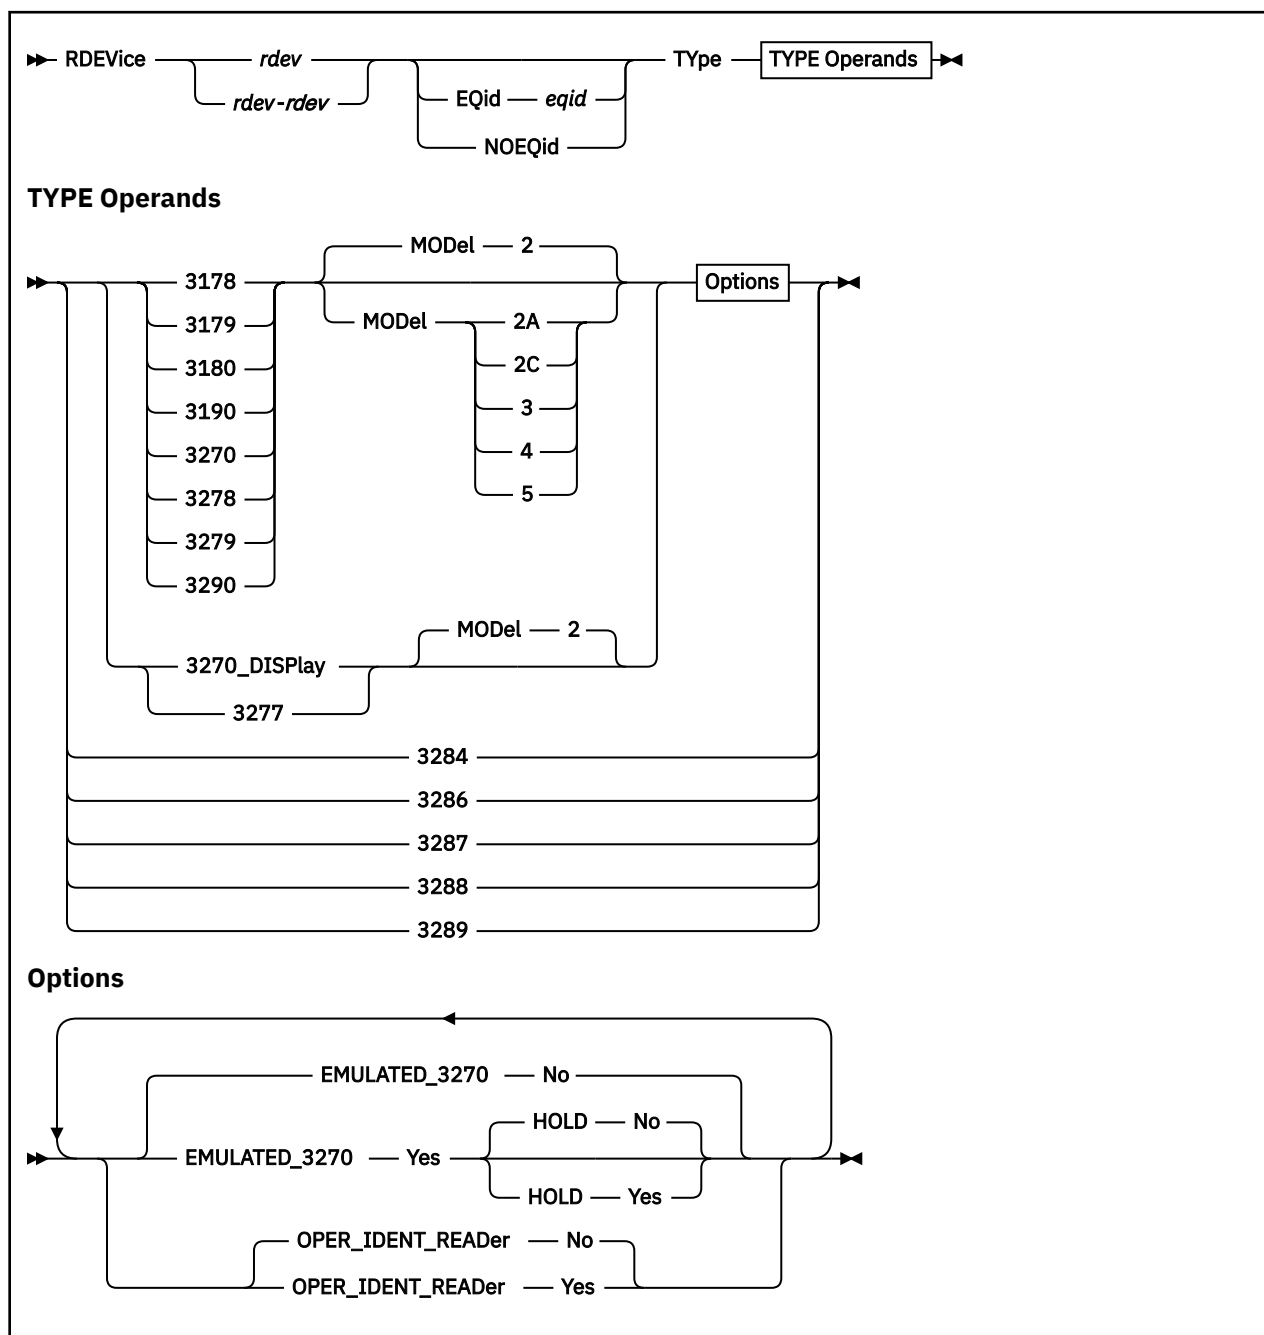 RDEVice rdev TYpe TYPE Operands
rdev-rdev EQid eqid
NOEQid
TYPE Operands
MODel 2
3178 Options
3179 MODel 2A
3180 2C
3190 3
3270 4
3278 5
3279
3290
MODel 2
3270_DISPlay
3277
3284
3286
3287
3288
3289
Options
EMULATED_3270 No
HOLD No
EMULATED_3270 Yes
HOLD Yes
OPER_IDENT_READer No
OPER_IDENT_READer Yes